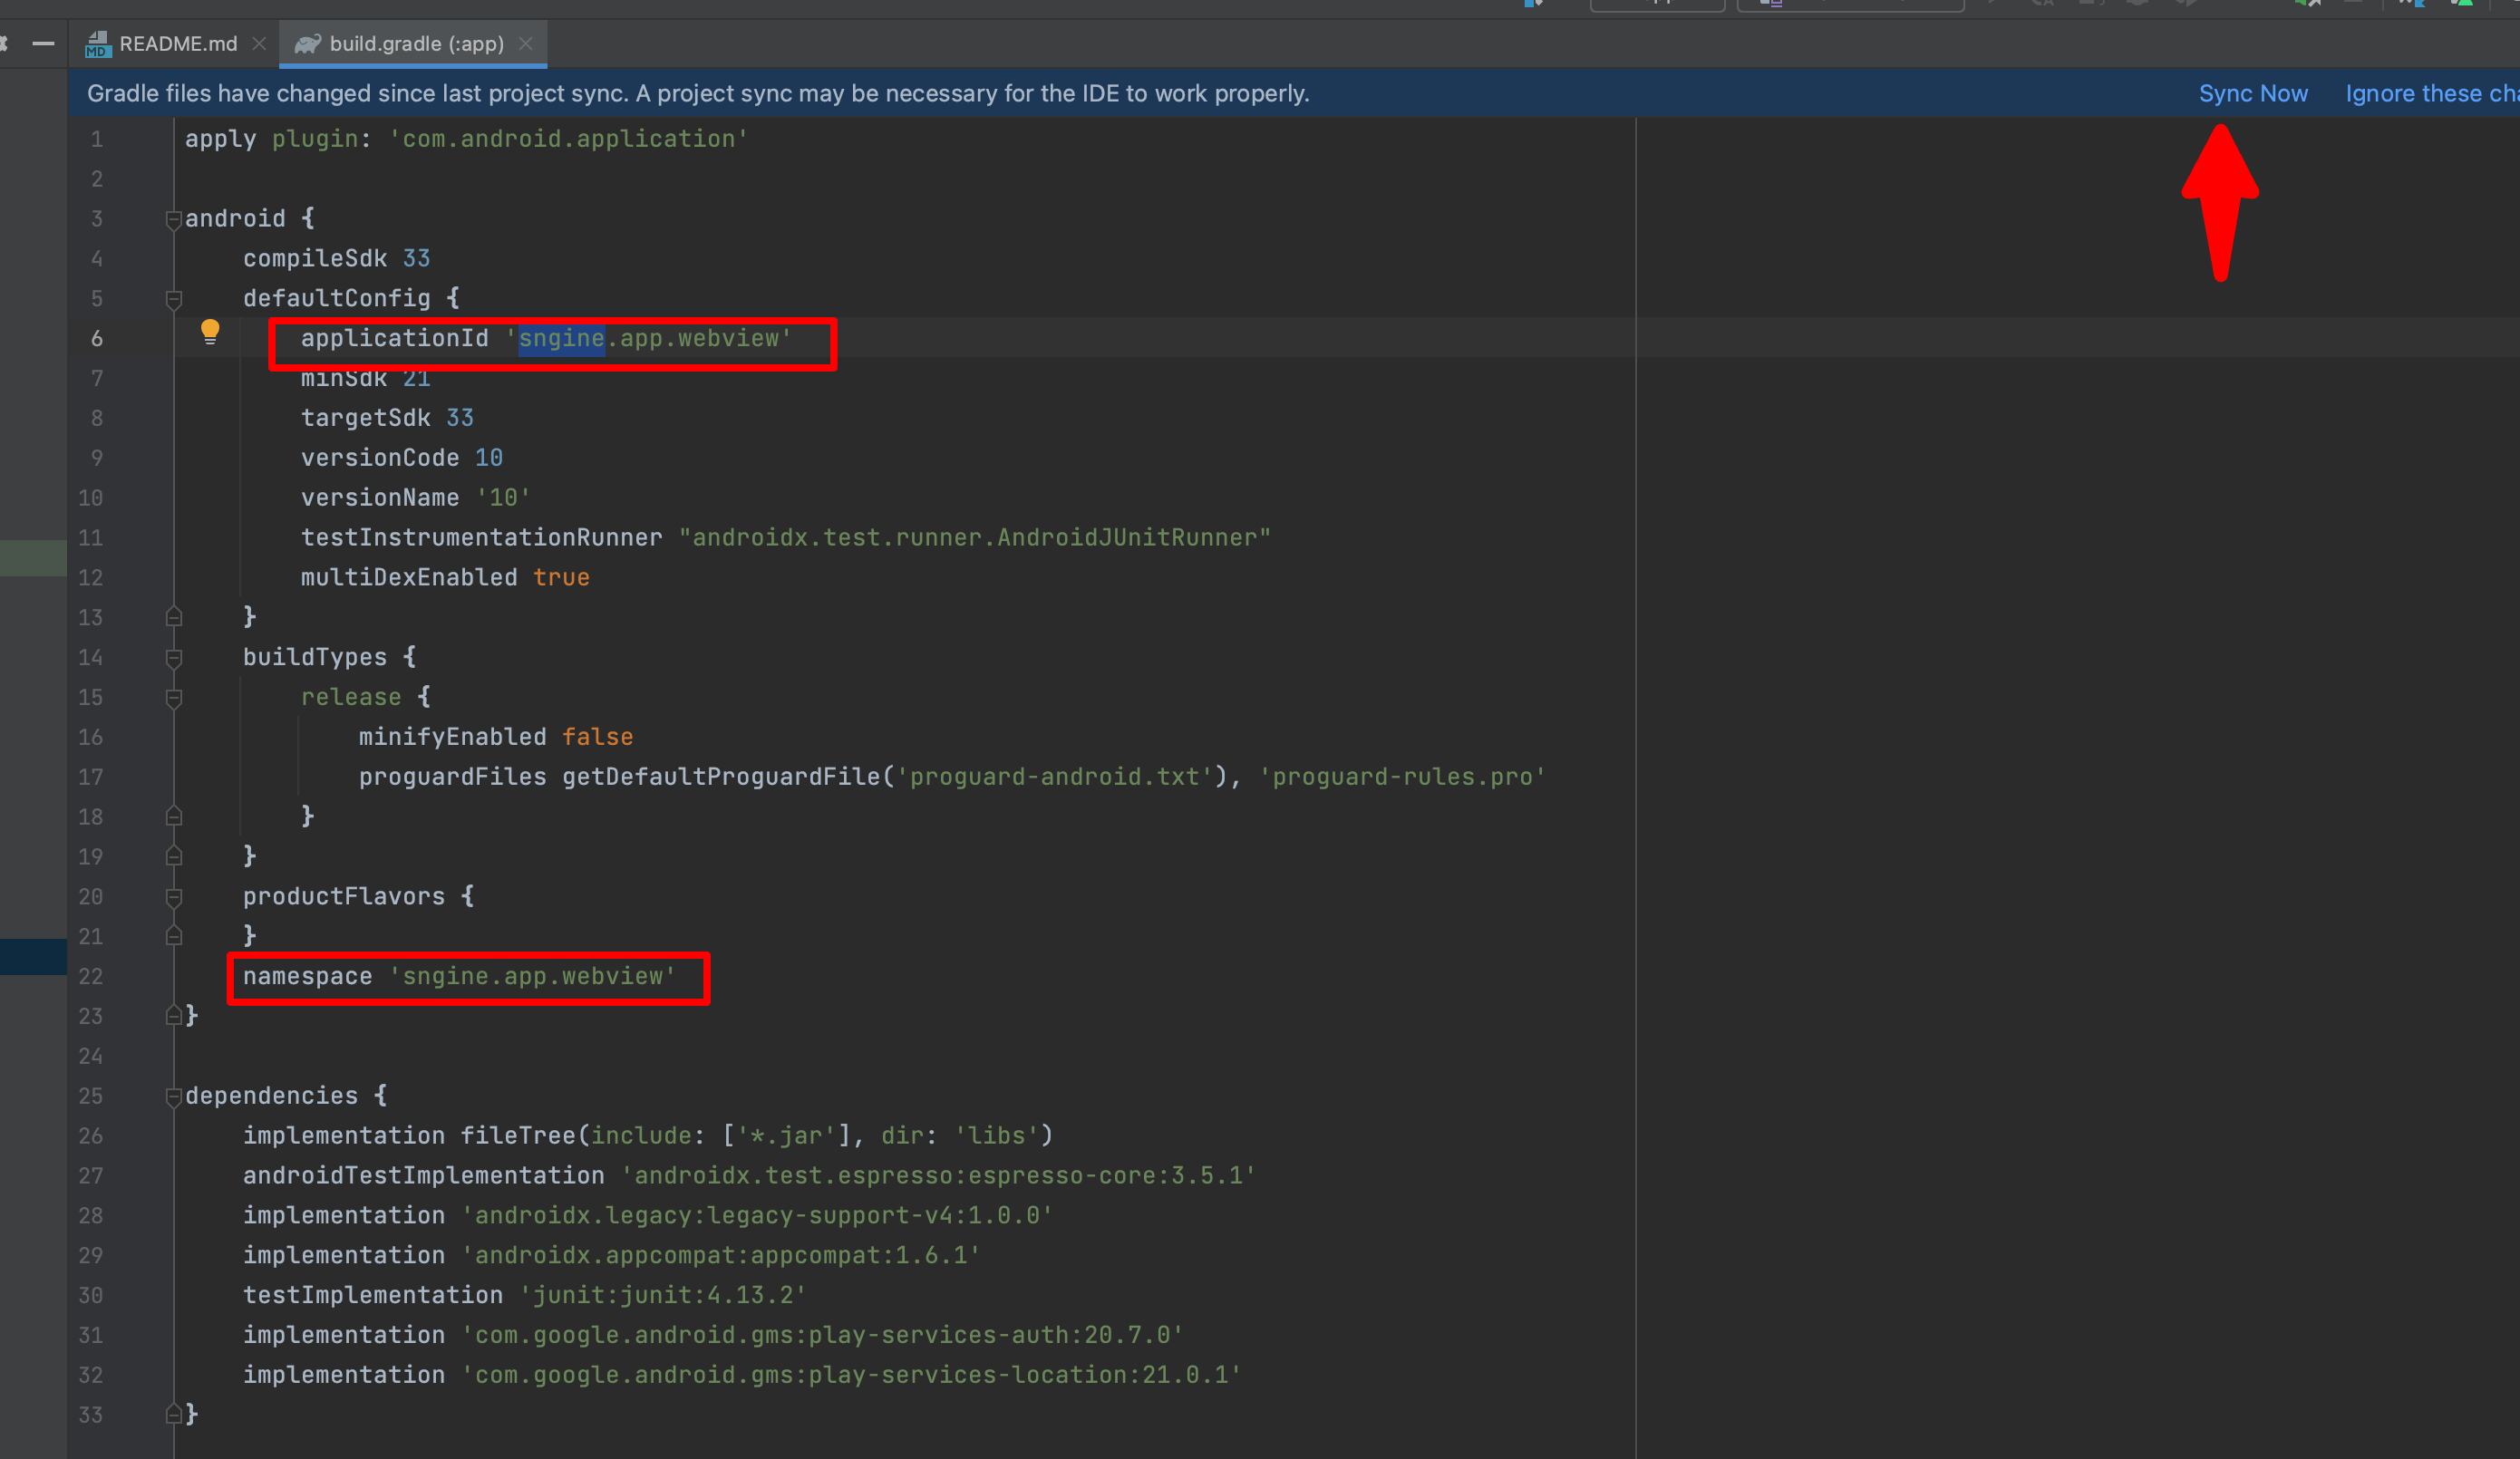 README.md
build.gradle (:app)
Gradle files have changed since last project sync. A project sync may be necessary for the IDE to work properly.
Sync Now
Ignore these
1 apply plugin: 'com.android.application'
2
3 android {
4 compileSdk 33
5 defaultConfig {
6 applicationId 'sngine.app.webview'
7 minSdk 21
8 targetSdk 33
9 versionCode 10
10 versionName '10'
11 testInstrumentationRunner "androidx.test.runner.AndroidJUnitRunner"
12 multiDexEnabled true
13 }
14 buildTypes {
15 release {
16 minifyEnabled false
17 proguardFiles getDefaultProguardFile('proguard-android.txt'), 'proguard-rules.pro'
18 }
19 }
20 productFlavors {
21 }
22 namespace 'sngine.app.webview'
23 }
24
25 dependencies {
26 implementation fileTree(include: ['*.jar'], dir: 'libs')
27 androidTestImplementation 'androidx.test.espresso:espresso-core:3.5.1'
28 implementation 'androidx.legacy:legacy-support-v4:1.0.0'
29 implementation 'androidx.appcompat:appcompat:1.6.1'
30 testImplementation 'junit:junit:4.13.2'
31 implementation 'com.google.android.gms:play-services-auth:20.7.0'
32 implementation 'com.google.android.gms:play-services-location:21.0.1'
33 }